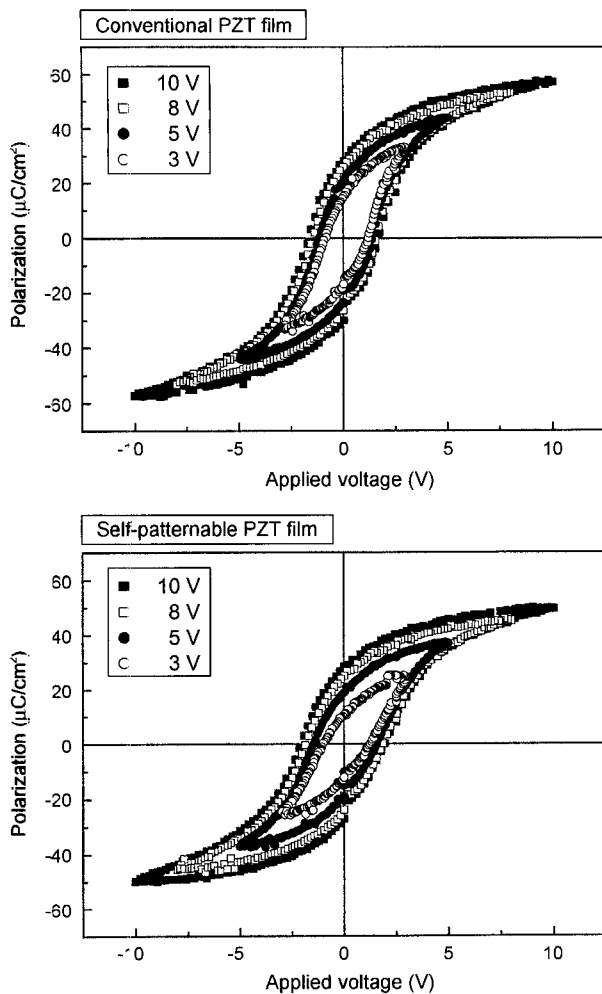 Conventional PZT film
10 V
8 V
5 V
3 V
60
40
20
0
-20
-40
-60
Polarization (μC/cm²)
-10
-5
0
5
10
Applied voltage (V)
Self-patternable PZT film
10 V
8 V
5 V
3 V
60
40
20
0
-20
-40
-60
Polarization (μC/cm²)
-10
-5
0
5
10
Applied voltage (V)